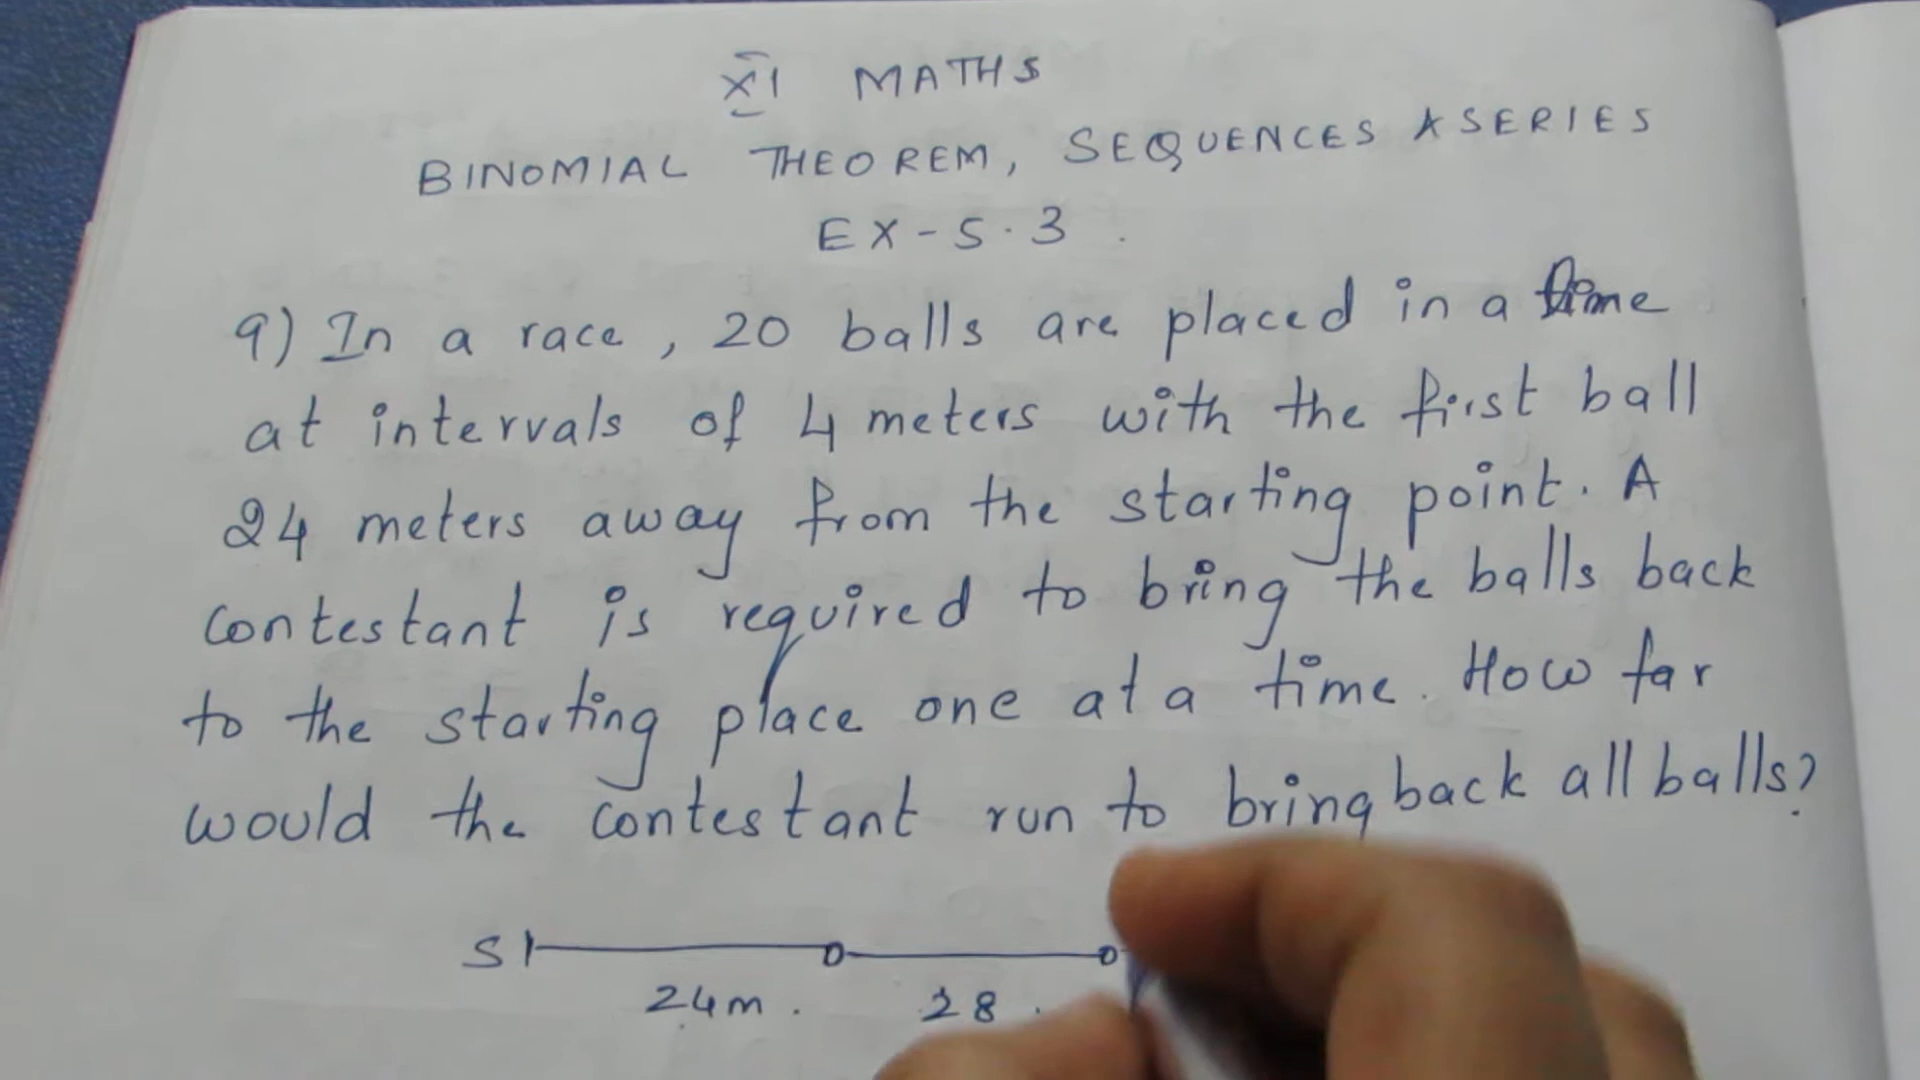 XI MATHS
BINOMIAL THEOREM, SEQUENCES & SERIES
EX-5.3
9) In a race, 20 balls are placed in a line
at intervals of 4 meters with the first ball
24 meters away from the starting point. A
contestant is required to bring the balls back
to the starting place one at a time. How far
would the contestant run to bring back all balls?
S
24m. 28.